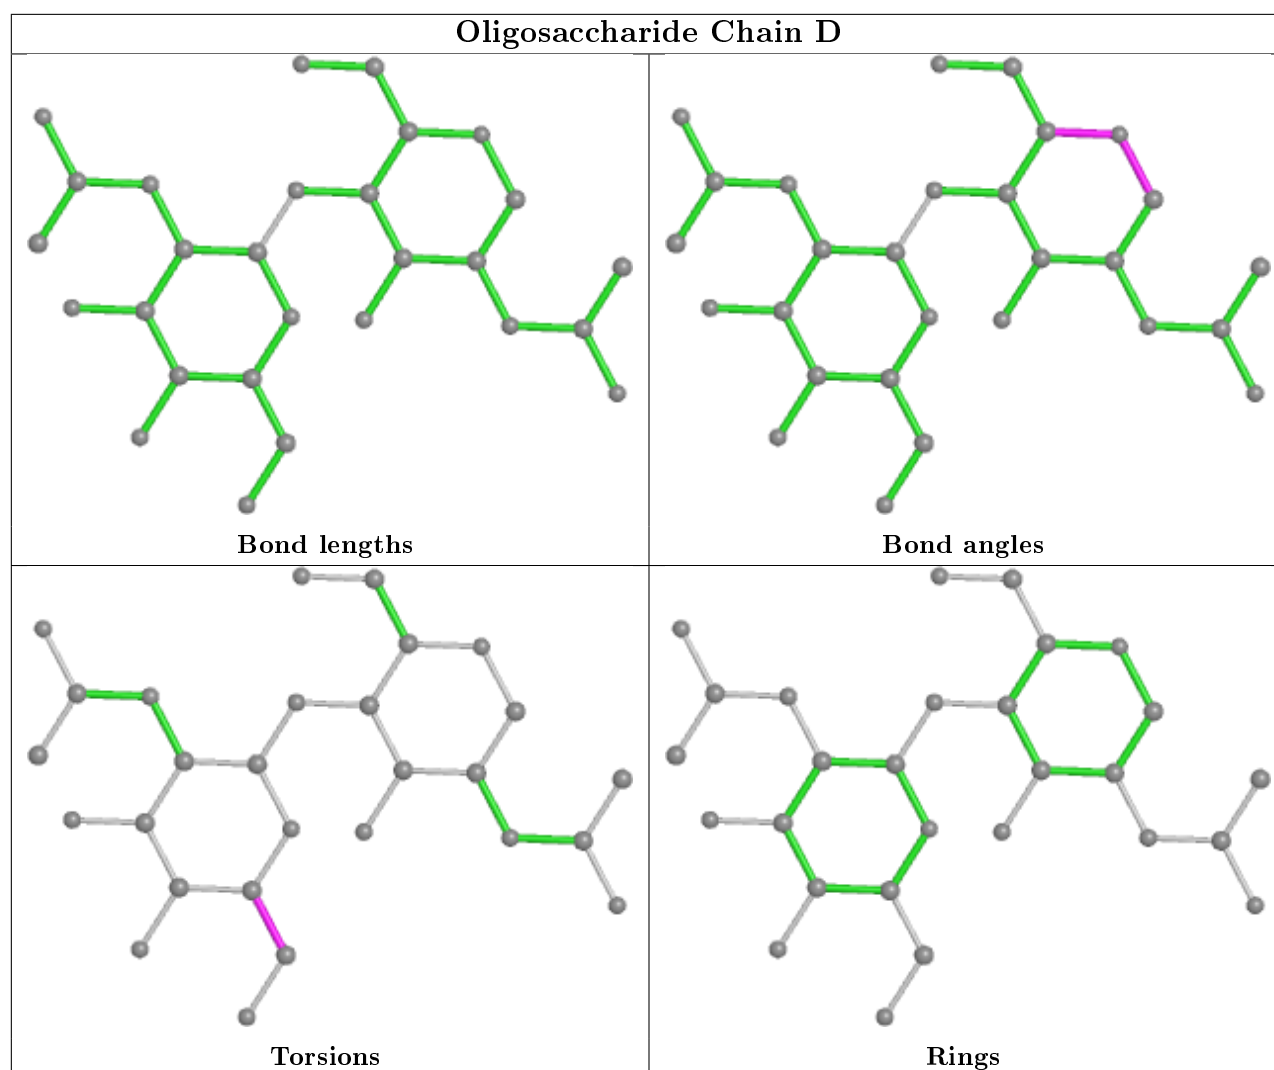 Oligosaccharide Chain D
Bond lengths
Bond angles
Torsions
Rings